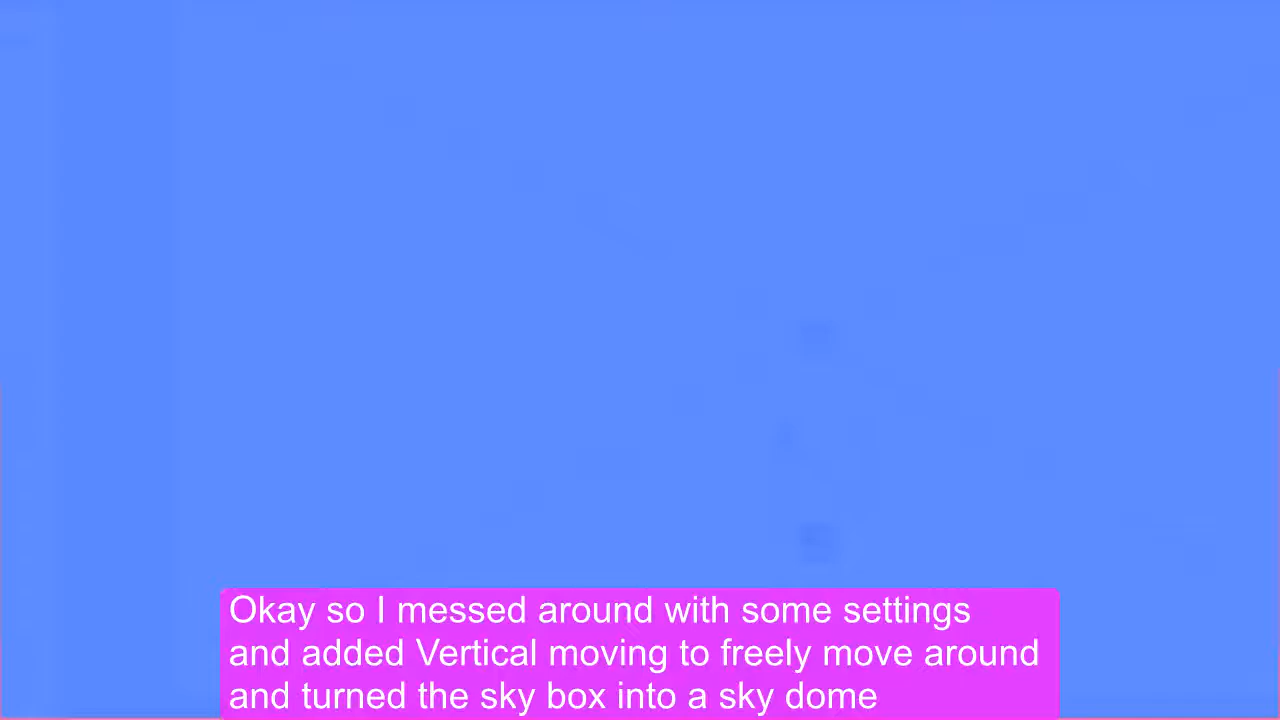 Okay so I messed around with some settings
and added Vertical moving to freely move around
and turned the sky box into a sky dome